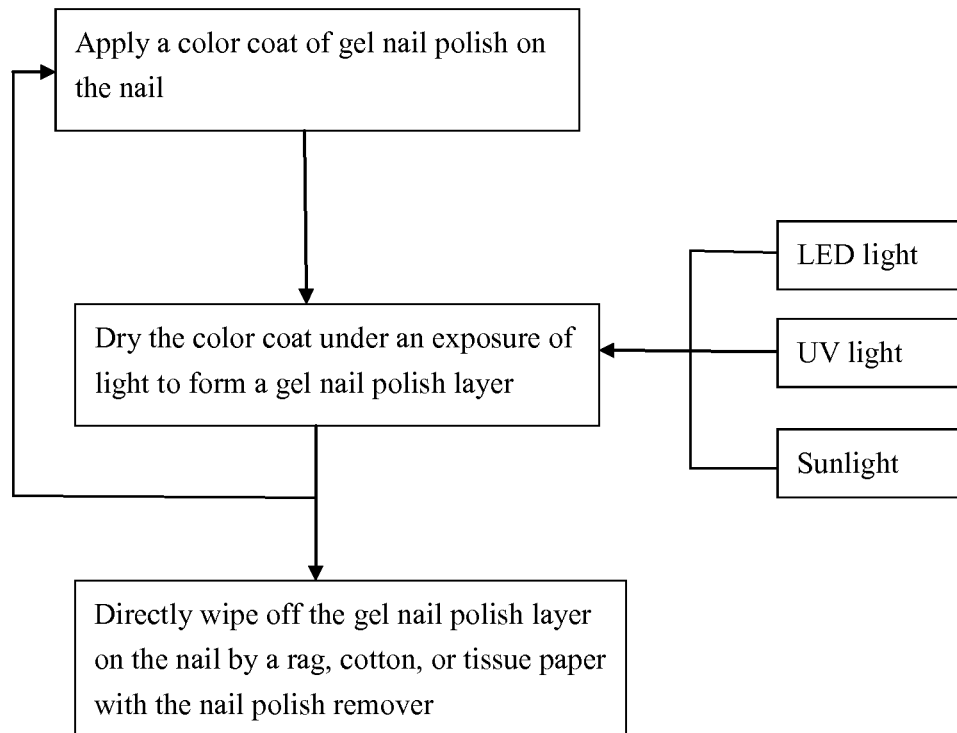 Apply a color coat of gel nail polish on
the nail
LED light
Dry the color coat under an exposure of
light to form a gel nail polish layer
UV light
Sunlight
Directly wipe off the gel nail polish layer
on the nail by a rag, cotton, or tissue paper
with the nail polish remover